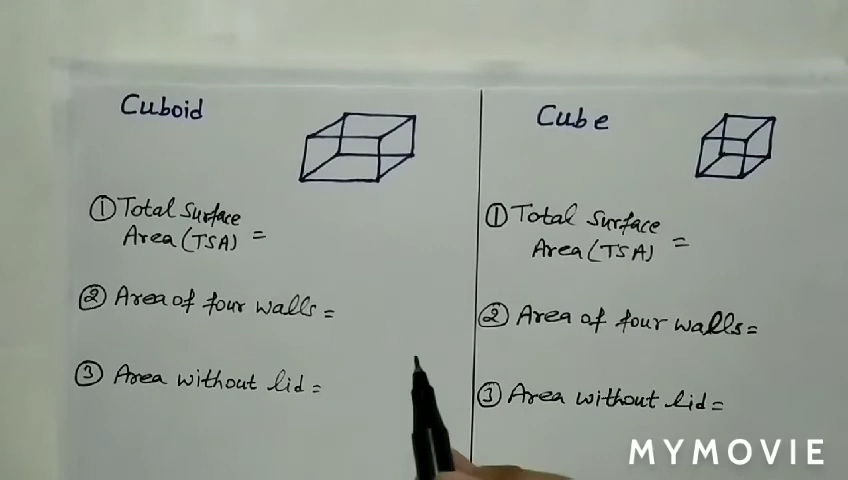 Cuboid
① Total Surface
Area (TSA) =
② Area of four walls =
③ Area without lid =
Cube
① Total Surface
Area (TSA) =
② Area of four walls =
③ Area without lid =
MYMOVIE